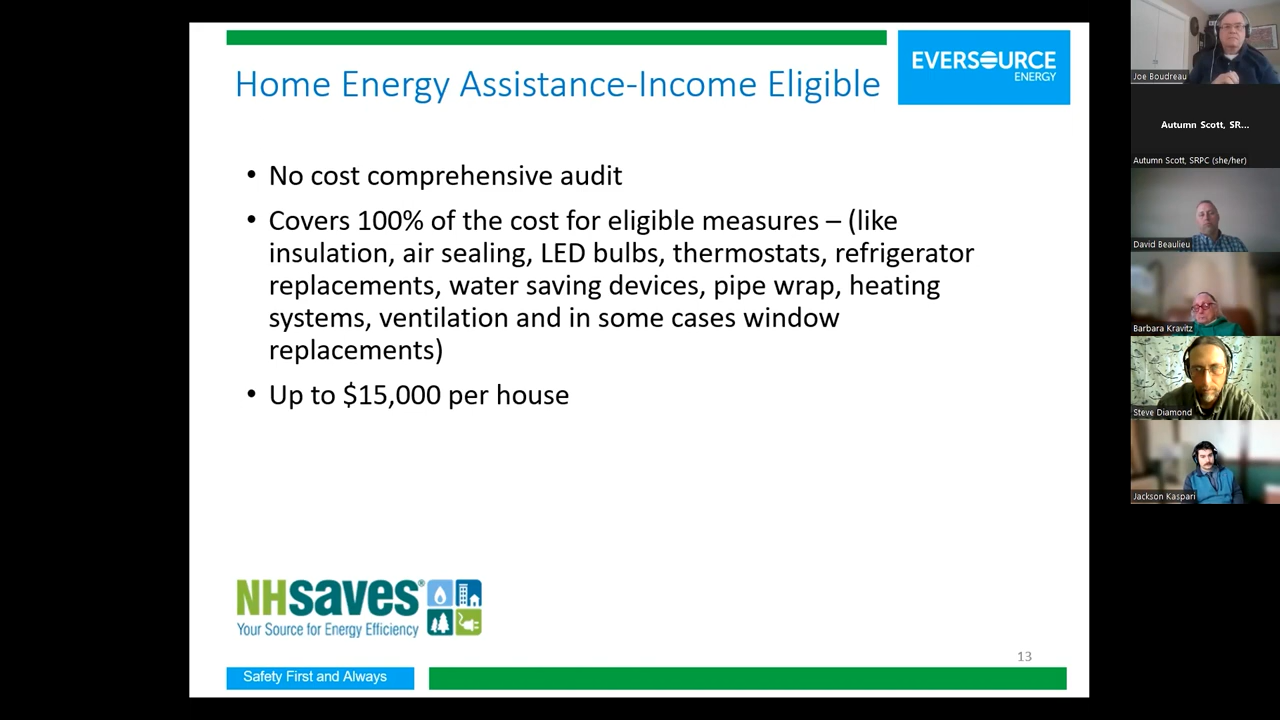 Home Energy Assistance-Income Eligible
EVERSOURCE
ENERGY
• No cost comprehensive audit
• Covers 100% of the cost for eligible measures – (like
insulation, air sealing, LED bulbs, thermostats, refrigerator
replacements, water saving devices, pipe wrap, heating
systems, ventilation and in some cases window
replacements)
• Up to $15,000 per house
NHsaves®
Your Source for Energy Efficiency
13
Safety First and Always
Joe Boudreau
Autumn Scott, SR...
Autumn Scott, SRPC (she/her)
David Beaulieu
Barbara Kravitz
Steve Diamond
Jackson Kaspari